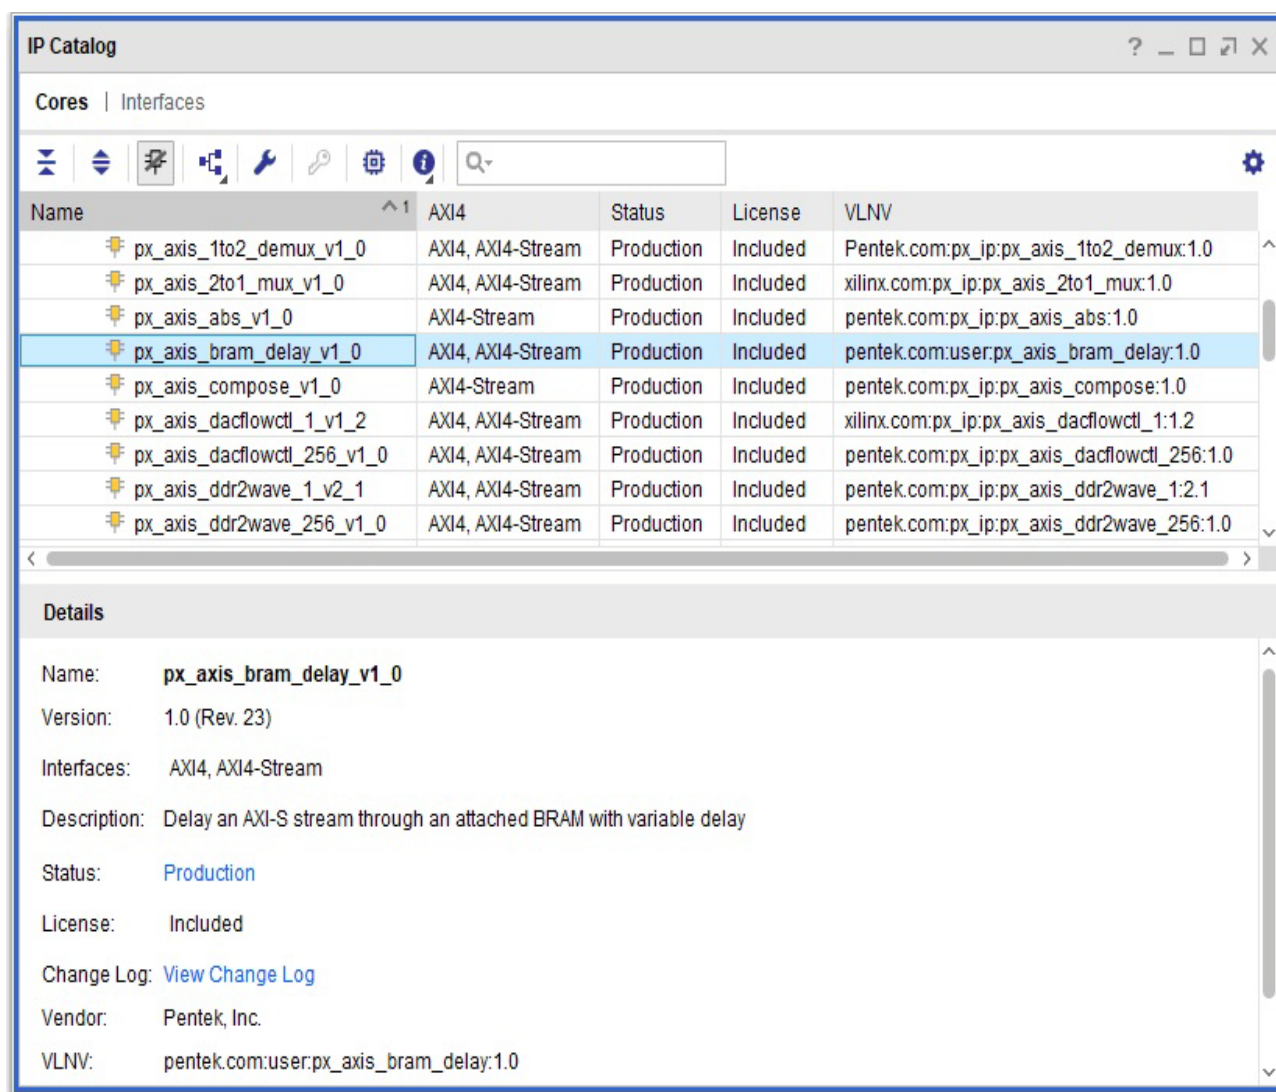 IP Catalog
Cores | Interfaces
Name 1 AXI4 Status License VLNV
px_axis_1to2_demux_v1_0 AXI4, AXI4-Stream Production Included Pentek.com:px_ip:px_axis_1to2_demux:1.0
px_axis_2to1_mux_v1_0 AXI4, AXI4-Stream Production Included xilinx.com:px_ip:px_axis_2to1_mux:1.0
px_axis_abs_v1_0 AXI4-Stream Production Included pentek.com:px_ip:px_axis_abs:1.0
px_axis_bram_delay_v1_0 AXI4, AXI4-Stream Production Included pentek.com:user:px_axis_bram_delay:1.0
px_axis_compose_v1_0 AXI4-Stream Production Included pentek.com:px_ip:px_axis_compose:1.0
px_axis_dacflowctl_1_v1_2 AXI4, AXI4-Stream Production Included xilinx.com:px_ip:px_axis_dacflowctl_1:1.2
px_axis_dacflowctl_256_v1_0 AXI4, AXI4-Stream Production Included pentek.com:px_ip:px_axis_dacflowctl_256:1.0
px_axis_ddr2wave_1_v2_1 AXI4, AXI4-Stream Production Included pentek.com:px_ip:px_axis_ddr2wave_1:2.1
px_axis_ddr2wave_256_v1_0 AXI4, AXI4-Stream Production Included pentek.com:px_ip:px_axis_ddr2wave_256:1.0
Details
Name: px_axis_bram_delay_v1_0
Version: 1.0 (Rev. 23)
Interfaces: AXI4, AXI4-Stream
Description: Delay an AXI-S stream through an attached BRAM with variable delay
Status: Production
License: Included
Change Log: View Change Log
Vendor: Pentek, Inc.
VLNV: pentek.com:user:px_axis_bram_delay:1.0